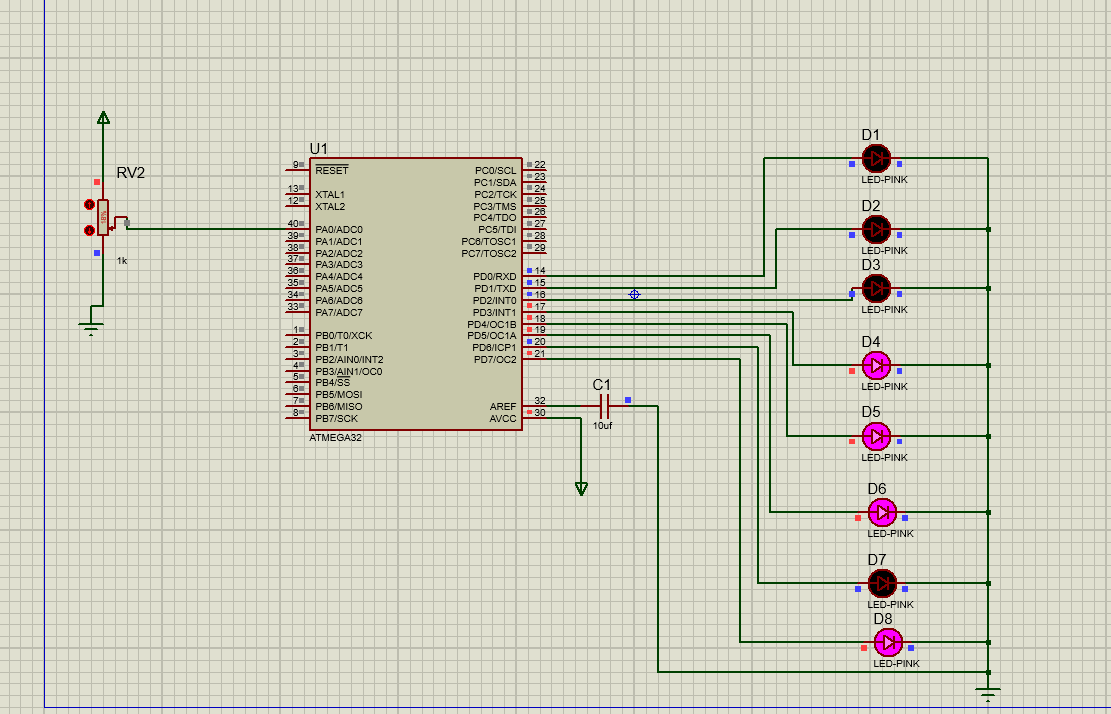 RV2
1k
U1
9
RESET
13
XTAL1
12
XTAL2
40
PA0/ADC0
39
PA1/ADC1
38
PA2/ADC2
37
PA3/ADC3
36
PA4/ADC4
35
PA5/ADC5
34
PA6/ADC6
33
PA7/ADC7
1
PB0/T0/XCK
2
PB1/T1
3
PB2/AIN0/INT2
4
PB3/AIN1/OC0
5
PB4/SS
6
PB5/MOSI
7
PB6/MISO
8
PB7/SCK
PC0/SCL
22
PC1/SDA
23
PC2/TCK
24
PC3/TMS
25
PC4/TDO
26
PC5/TDI
27
PC6/TOSC1
28
PC7/TOSC2
29
PD0/RXD
14
PD1/TXD
15
PD2/INT0
16
PD3/INT1
17
PD4/OC1B
18
PD5/OC1A
19
PD6/ICP1
20
PD7/OC2
21
AREF
32
AVCC
30
ATMEGA32
C1
10uf
D1
LED-PINK
D2
LED-PINK
D3
LED-PINK
D4
LED-PINK
D5
LED-PINK
D6
LED-PINK
D7
LED-PINK
D8
LED-PINK